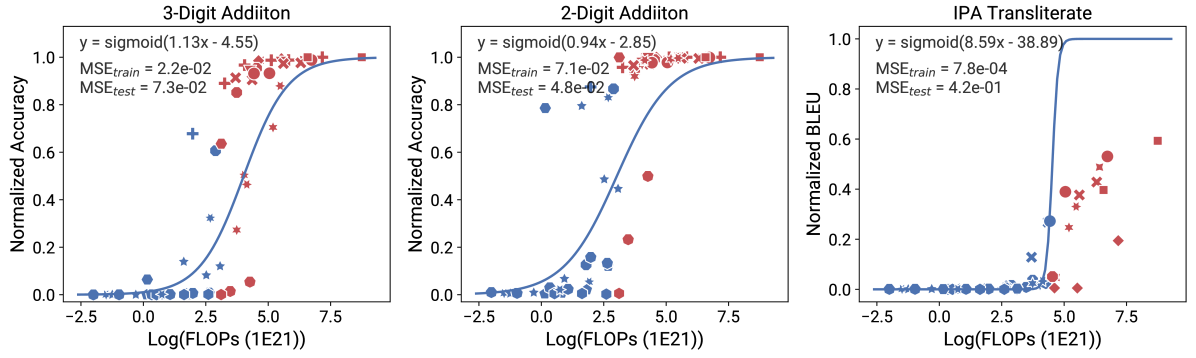 3-Digit Addiiton
y = sigmoid(1.13x - 4.55)
MSEtrain = 2.2e-02
MSEtest = 7.3e-02
Normalized Accuracy
1.0
0.8
0.6
0.4
0.2
0.0
−2.5 0.0 2.5 5.0 7.5
Log(FLOPs (1E21))
2-Digit Addiiton
y = sigmoid(0.94x - 2.85)
MSEtrain = 7.1e-02
MSEtest = 4.8e-02
Normalized Accuracy
1.0
0.8
0.6
0.4
0.2
0.0
−2.5 0.0 2.5 5.0 7.5
Log(FLOPs (1E21))
IPA Transliterate
y = sigmoid(8.59x - 38.89)
MSEtrain = 7.8e-04
MSEtest = 4.2e-01
Normalized BLEU
1.0
0.8
0.6
0.4
0.2
0.0
−2.5 0.0 2.5 5.0 7.5
Log(FLOPs (1E21))